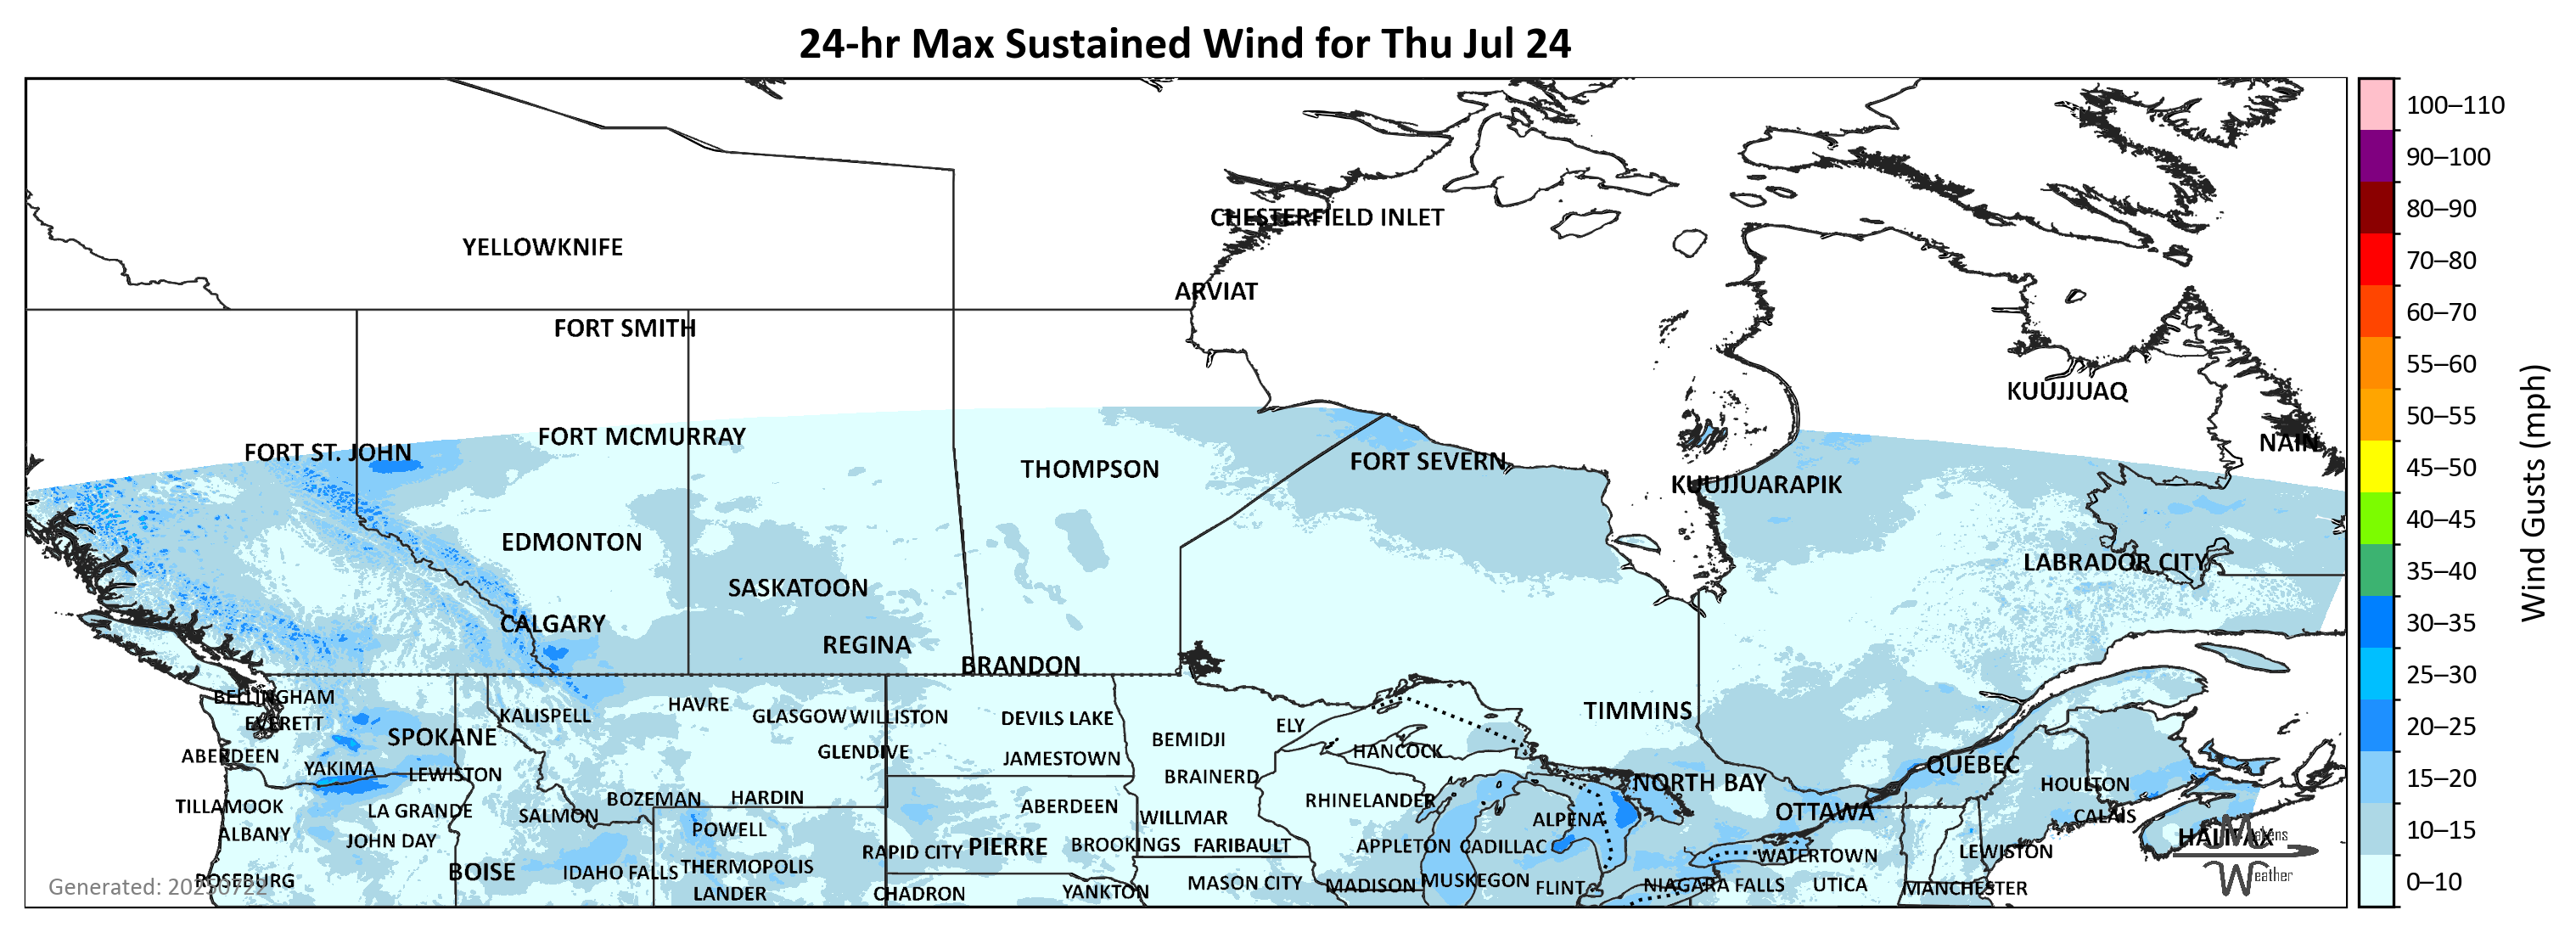 24-hr Max Sustained Wind for Thu Jul 24
100–110
90–100
80–90
70–80
60–70
55–60
50–55
45–50
40–45
35–40
30–35
25–30
20–25
15–20
10–15
0–10
Wind Gusts (mph)
CHESTERFIELD INLET
YELLOWKNIFE
ARVIAT
FORT SMITH
KUUJJUAQ
FORT MCMURRAY
NAIN
FORT ST. JOHN
FORT SEVERN
THOMPSON
KUUJJUARAPIK
EDMONTON
LABRADOR CITY
SASKATOON
CALGARY
REGINA
BRANDON
BELLINGHAM
HAVRE
TIMMINS
KALISPELL
GLASGOW
WILLISTON
DEVILS LAKE
EVERETT
ELY
SPOKANE
BEMIDJI
GLENDIVE
HANCOCK
ABERDEEN
JAMESTOWN
QUÉBEC
YAKIMA
LEWISTON
BRAINERD
NORTH BAY
HOULTON
BOZEMAN
HARDIN
RHINELANDER
TILLAMOOK
LA GRANDE
ABERDEEN
SALMON
WILLMAR
ALPENA
OTTAWA
CALAIS
ALBANY
POWELL
HALIFAX
JOHN DAY
RAPID CITY
PIERRE
BROOKINGS
FARIBAULT
APPLETON
CADILLAC
WATERTOWN
LEWISTON
BOISE
IDAHO FALLS
THERMOPOLIS
ROSEBURG
MASON CITY
MADISON
MUSKEGON
FLINT
NIAGARA FALLS
UTICA
MANCHESTER
LANDER
CHADRON
YANKTON
Generated: 20250722
Weather